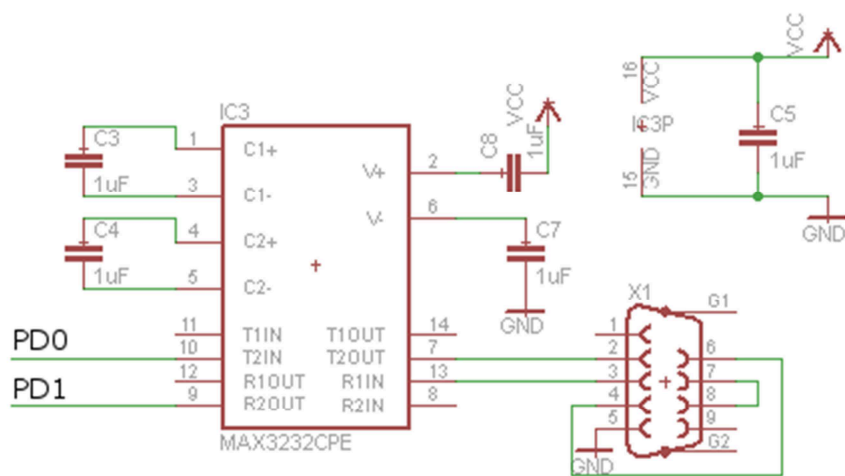 IC3
C3
1uF
1
C1+
3
C1-
C4
1uF
4
C2+
5
C2-
PD0
11
T1IN
10
T2IN
PD1
12
R1OUT
9
R2OUT
MAX3232CPE
V+
2
C8
1uF
VCC
V-
6
C7
1uF
GND
T1OUT
14
T2OUT
7
R1IN
13
R2IN
8
16
VCC
IC3P
15
GND
C5
1uF
VCC
GND
X1
G1
1
2
3
4
5
6
7
8
9
G2
GND